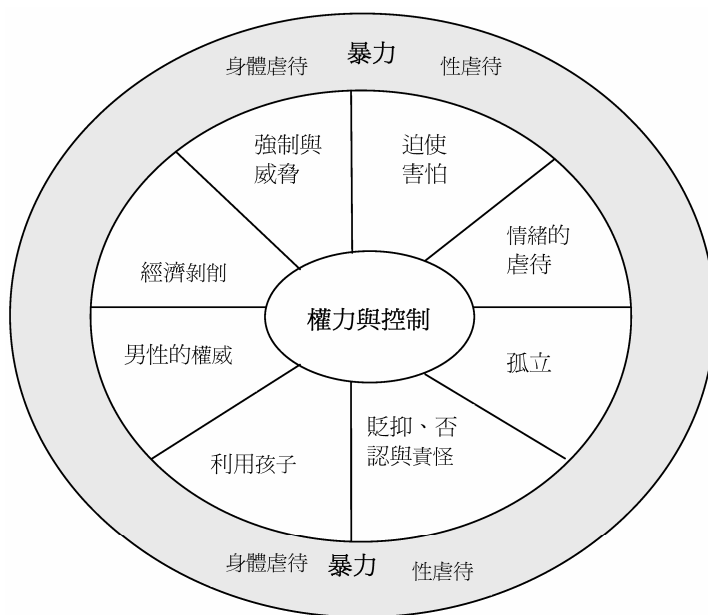 身體虐待 暴力 性虐待
強制與
威脅
迫使
害怕
情緒的
虐待
經濟剝削
權力與控制
男性的權威
孤立
利用孩子
貶抑、否
認與責怪
身體虐待 暴力 性虐待